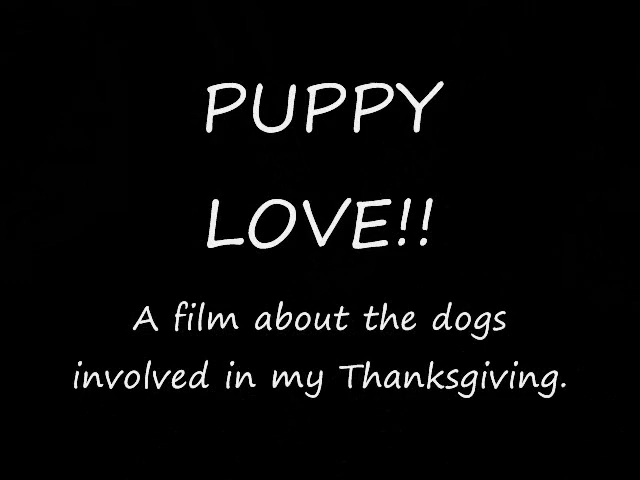 PUPPY
LOVE!!
A film about the dogs
involved in my Thanksgiving.